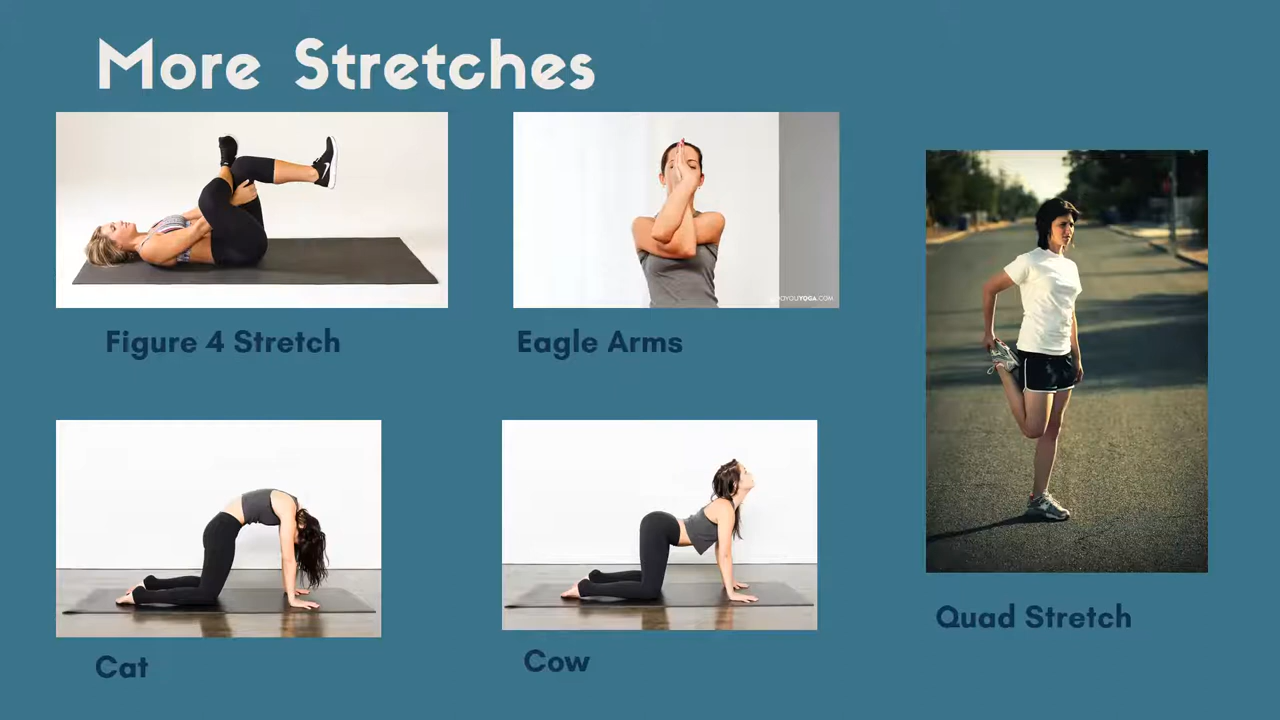 More Stretches
Figure 4 Stretch
Eagle Arms
Cat
Cow
Quad Stretch